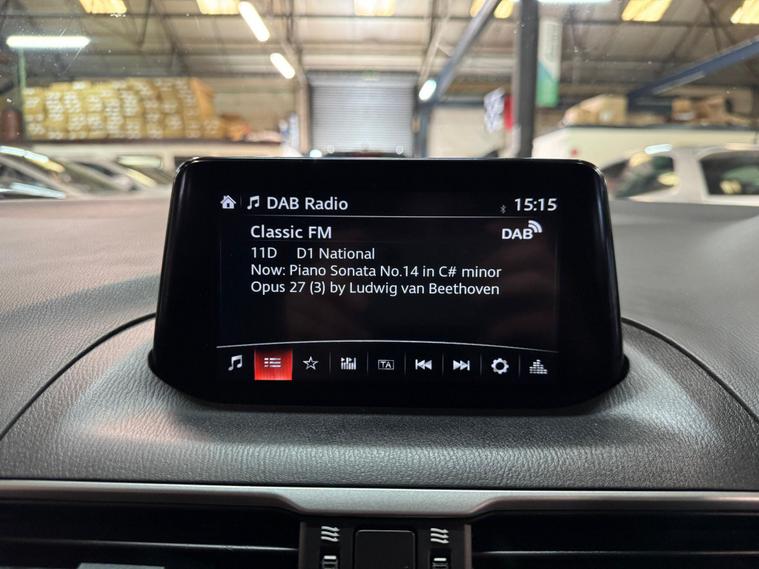 DAB Radio 15:15
Classic FM DAB
11D D1 National
Now: Piano Sonata No.14 in C# minor
Opus 27 (3) by Ludwig van Beethoven
TA